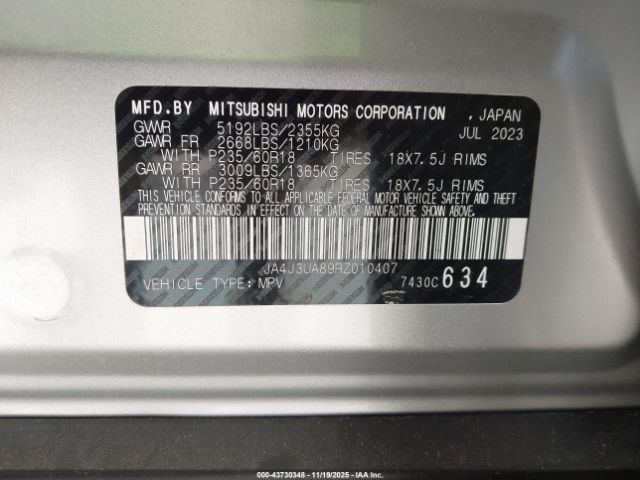 MFD.BY MITSUBISHI MOTORS CORPORATION , JAPAN
GVWR 5192LBS/2355KG JUL 2023
GAWR FR 2668LBS/1210KG
WITH P235/60R18 TIRES 18X7.5J RIMS
GAWR RR 3009LBS/1365KG
WITH P235/60R18 TIRES 18X7.5J RIMS
THIS VEHICLE CONFORMS TO ALL APPLICABLE FEDERAL MOTOR VEHICLE SAFETY AND THEFT
PREVENTION STANDARDS IN EFFECT ON THE DATE OF MANUFACTURE SHOWN ABOVE.
JA4J3UA89RZ010407
VEHICLE TYPE: MPV 7430C 634
© 43730348 - 11/19/2025 - IAAI.COM